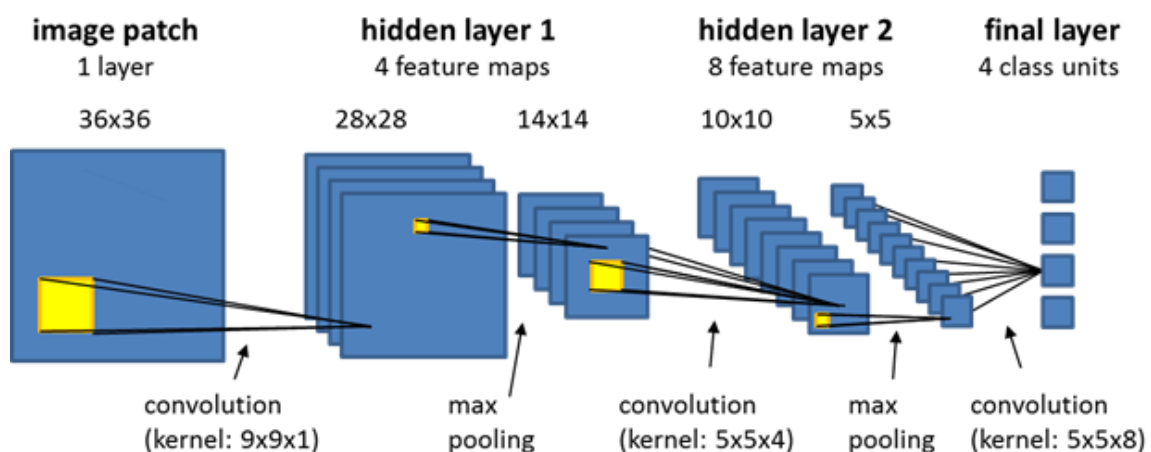 image patch
1 layer
hidden layer 1
4 feature maps
hidden layer 2
8 feature maps
final layer
4 class units
36x36
28x28
14x14
10x10
5x5
convolution
(kernel: 9x9x1)
max
pooling
convolution
(kernel: 5x5x4)
max
pooling
convolution
(kernel: 5x5x8)